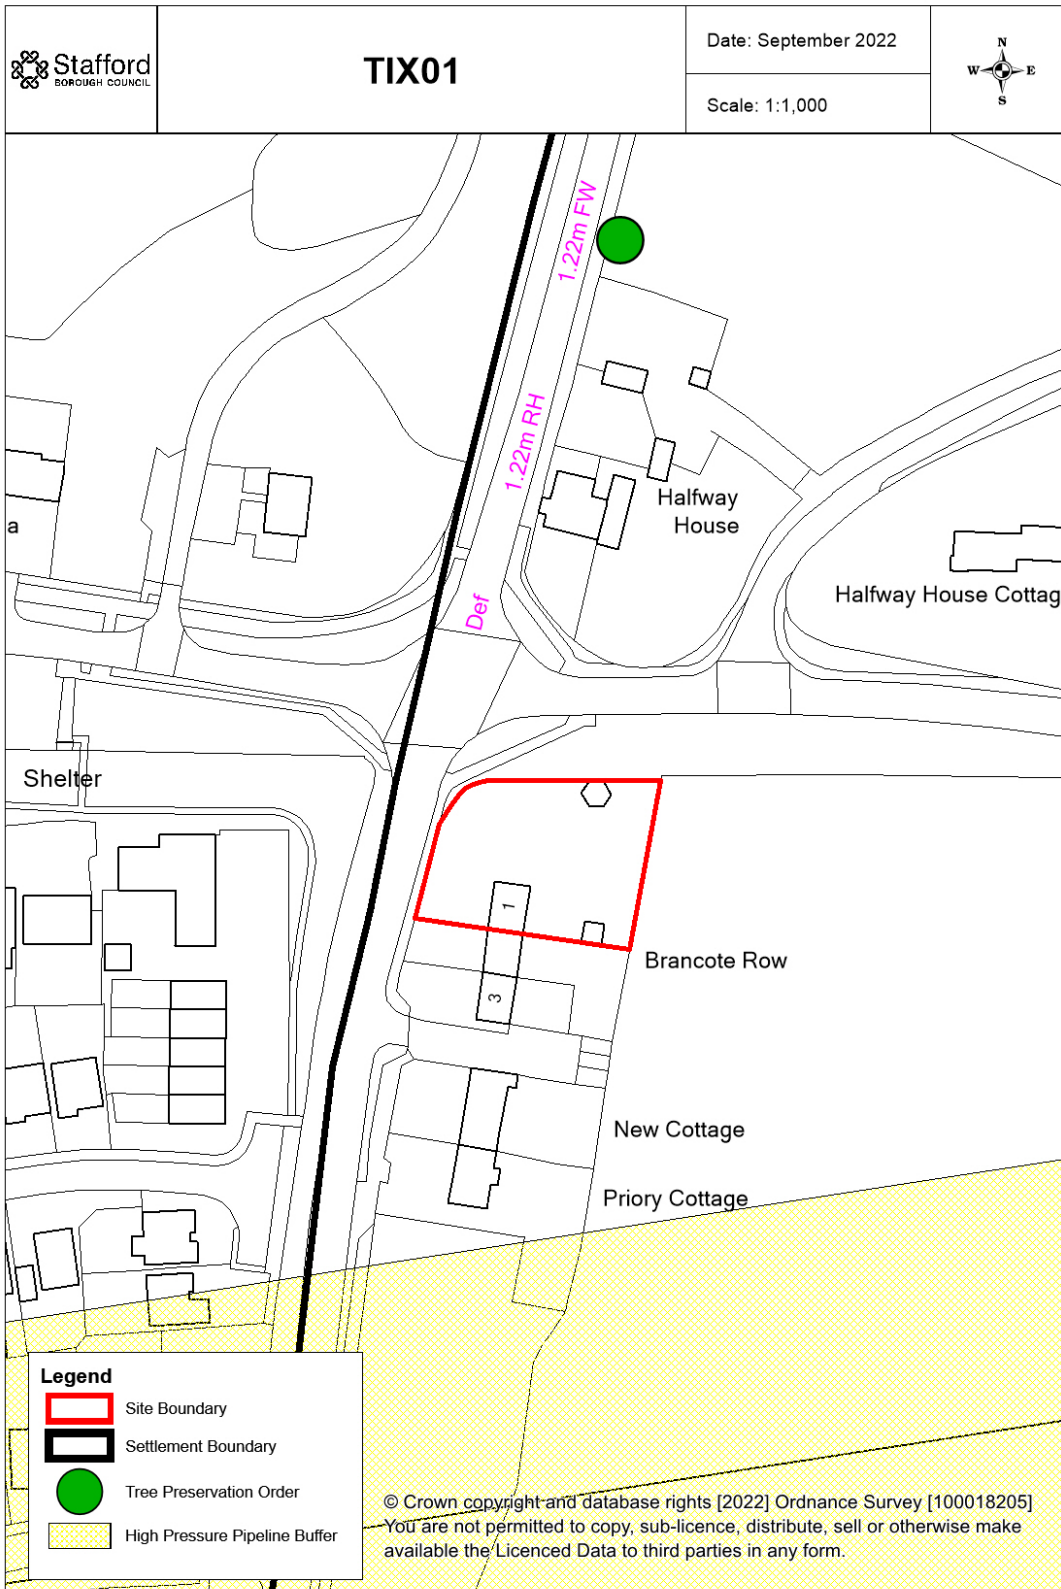 Stafford
BOROUGH COUNCIL
TIX01
Date: September 2022
Scale: 1:1,000
N
W E
S
1.22m FW
1.22m RH
Def
Halfway
House
a
Halfway House Cottag
Shelter
1
3
Brancote Row
New Cottage
Priory Cottage
Legend
Site Boundary
Settlement Boundary
Tree Preservation Order
High Pressure Pipeline Buffer
© Crown copyright and database rights [2022] Ordnance Survey [100018205]
You are not permitted to copy, sub-licence, distribute, sell or otherwise make
available the Licenced Data to third parties in any form.